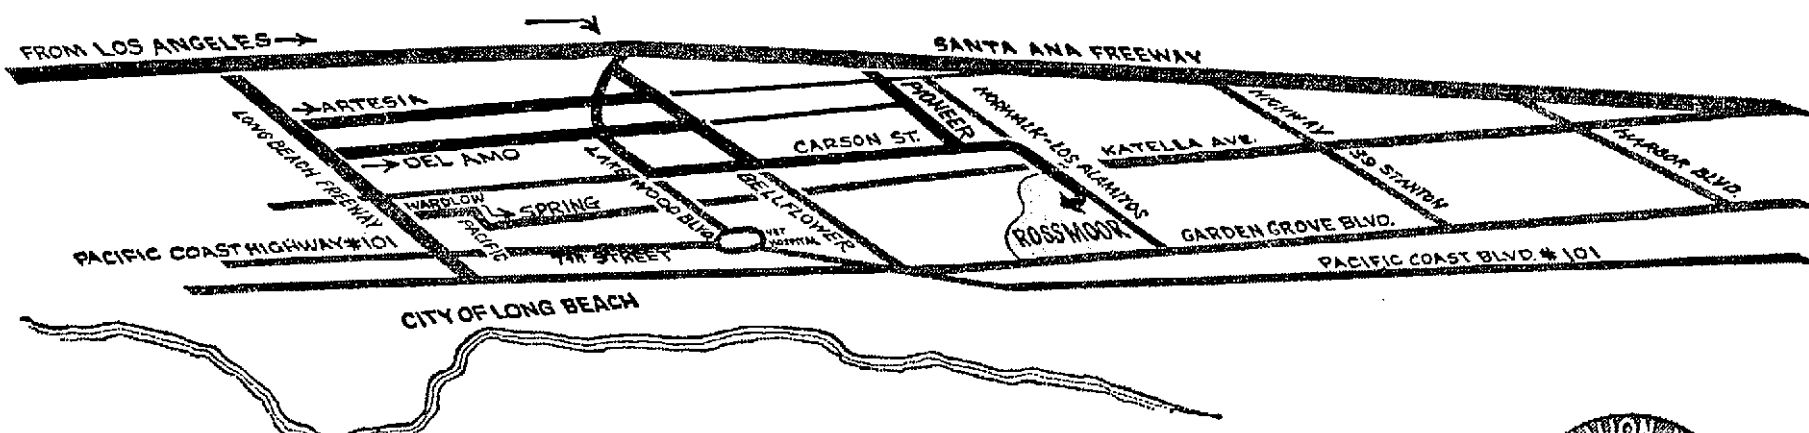 FROM LOS ANGELES
SANTA ANA FREEWAY
ARTESIA
LONG BEACH FREEWAY
DEL AMO
LAKEWOOD BLVD.
BELLFLOWER
CARSON ST.
PIONEER
NORWALK-LOS ALAMITOS
KATELLA AVE.
HIGHWAY
39 STANTON
HARBOR BLVD.
WARDLOW
SPRING
PACIFIC
VET
HOSPITAL
ROSSMOOR
GARDEN GROVE BLVD.
PACIFIC COAST HIGHWAY #101
7TH STREET
PACIFIC COAST BLVD. # 101
CITY OF LONG BEACH